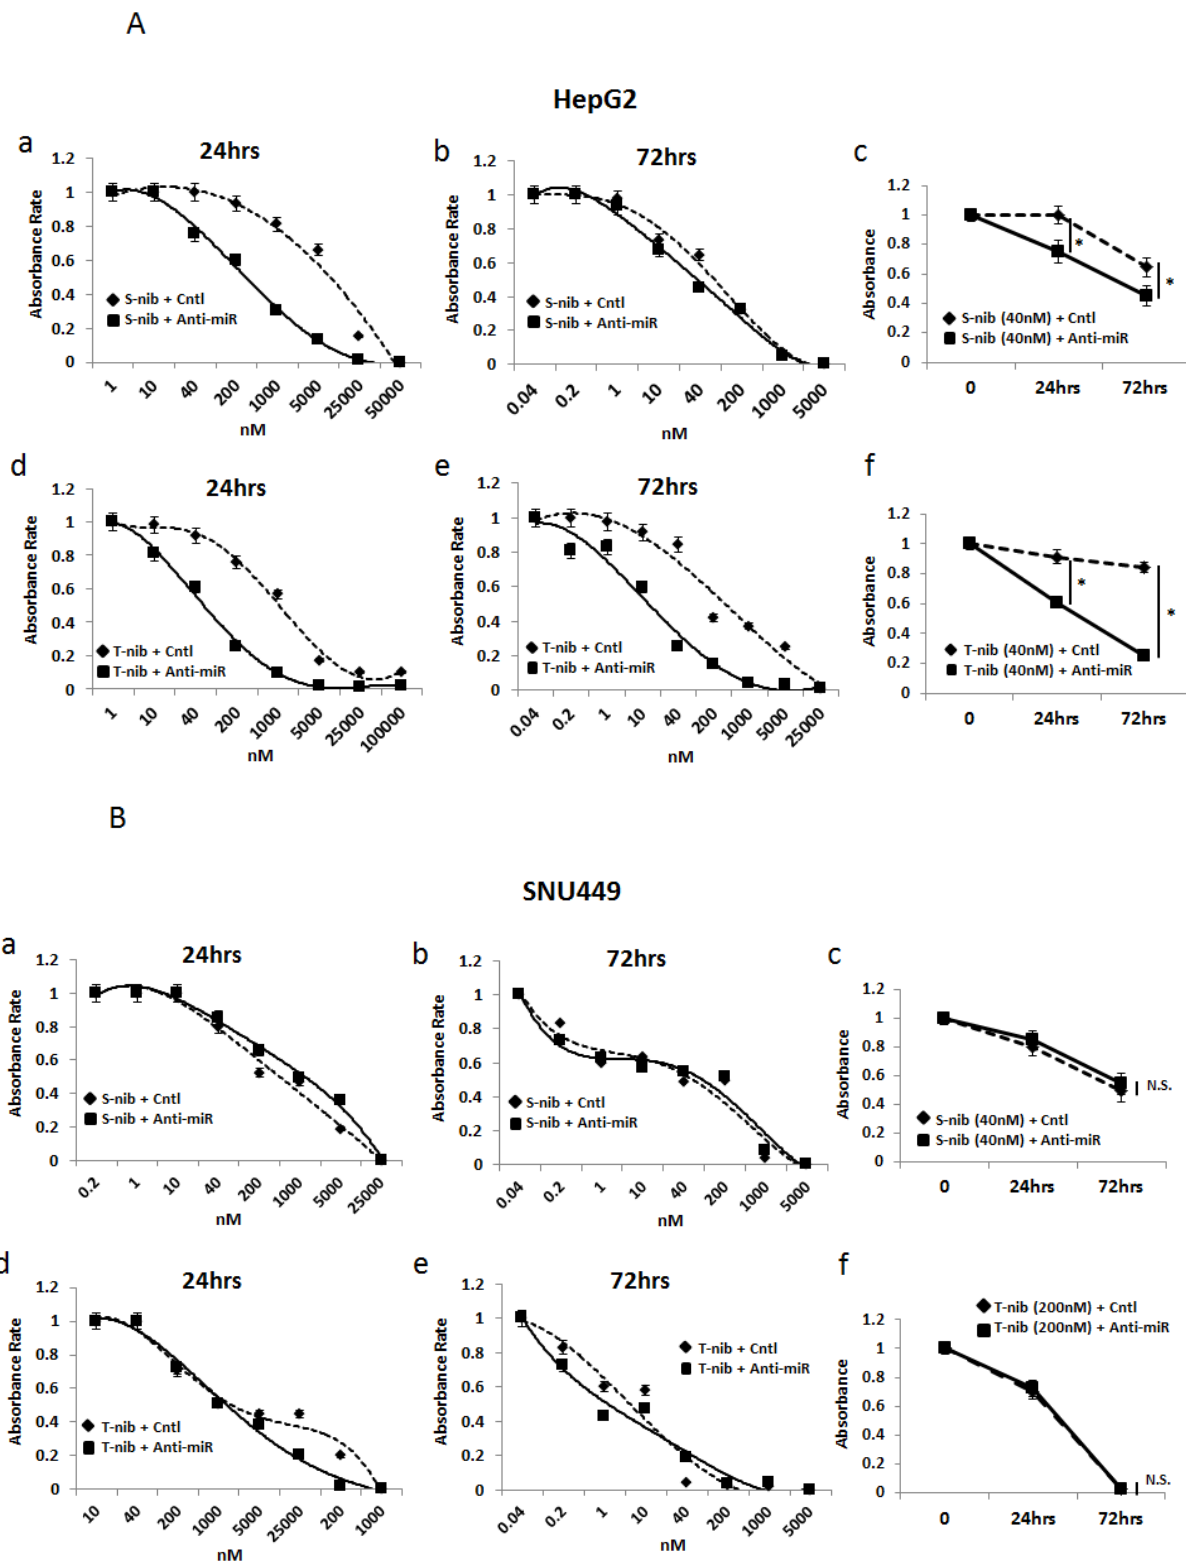 A
HepG2
a
24hrs
Absorbance Rate
1.2
1
0.8
0.6
0.4
0.2
0
S-nib + Cntl
S-nib + Anti-miR
1
10
40
200
1000
5000
25000
50000
nM
b
72hrs
Absorbance Rate
1.2
1
0.8
0.6
0.4
0.2
0
S-nib + Cntl
S-nib + Anti-miR
0.04
0.2
1
10
40
200
1000
5000
nM
c
Absorbance
1.2
1
0.8
0.6
0.4
0.2
0
*
*
S-nib (40nM) + Cntl
S-nib (40nM) + Anti-miR
0
24hrs
72hrs
d
24hrs
Absorbance Rate
1.2
1
0.8
0.6
0.4
0.2
0
T-nib + Cntl
T-nib + Anti-miR
1
10
40
200
1000
5000
25000
100000
nM
e
72hrs
Absorbance Rate
1.2
1
0.8
0.6
0.4
0.2
0
T-nib + Cntl
T-nib + Anti-miR
0.04
0.2
1
10
40
200
1000
5000
25000
nM
f
Absorbance
1.2
1
0.8
0.6
0.4
0.2
0
*
*
T-nib (40nM) + Cntl
T-nib (40nM) + Anti-miR
0
24hrs
72hrs
B
SNU449
a
24hrs
Absorbance Rate
1.2
1
0.8
0.6
0.4
0.2
0
S-nib + Cntl
S-nib + Anti-miR
0.2
1
10
40
200
1000
5000
25000
nM
b
72hrs
Absorbance Rate
1.2
1
0.8
0.6
0.4
0.2
0
S-nib + Cntl
S-nib + Anti-miR
0.04
0.2
1
10
40
200
1000
5000
nM
c
Absorbance
1.2
1
0.8
0.6
0.4
0.2
0
N.S.
S-nib (40nM) + Cntl
S-nib (40nM) + Anti-miR
0
24hrs
72hrs
d
24hrs
Absorbance Rate
1.2
1
0.8
0.6
0.4
0.2
0
T-nib + Cntl
T-nib + Anti-miR
10
40
200
1000
5000
25000
200
1000
nM
e
72hrs
Absorbance Rate
1.2
1
0.8
0.6
0.4
0.2
0
T-nib + Cntl
T-nib + Anti-miR
0.04
0.2
1
10
40
200
1000
5000
nM
f
T-nib (200nM) + Cntl
T-nib (200nM) + Anti-miR
Absorbance
1.2
1
0.8
0.6
0.4
0.2
0
N.S.
0
24hrs
72hrs